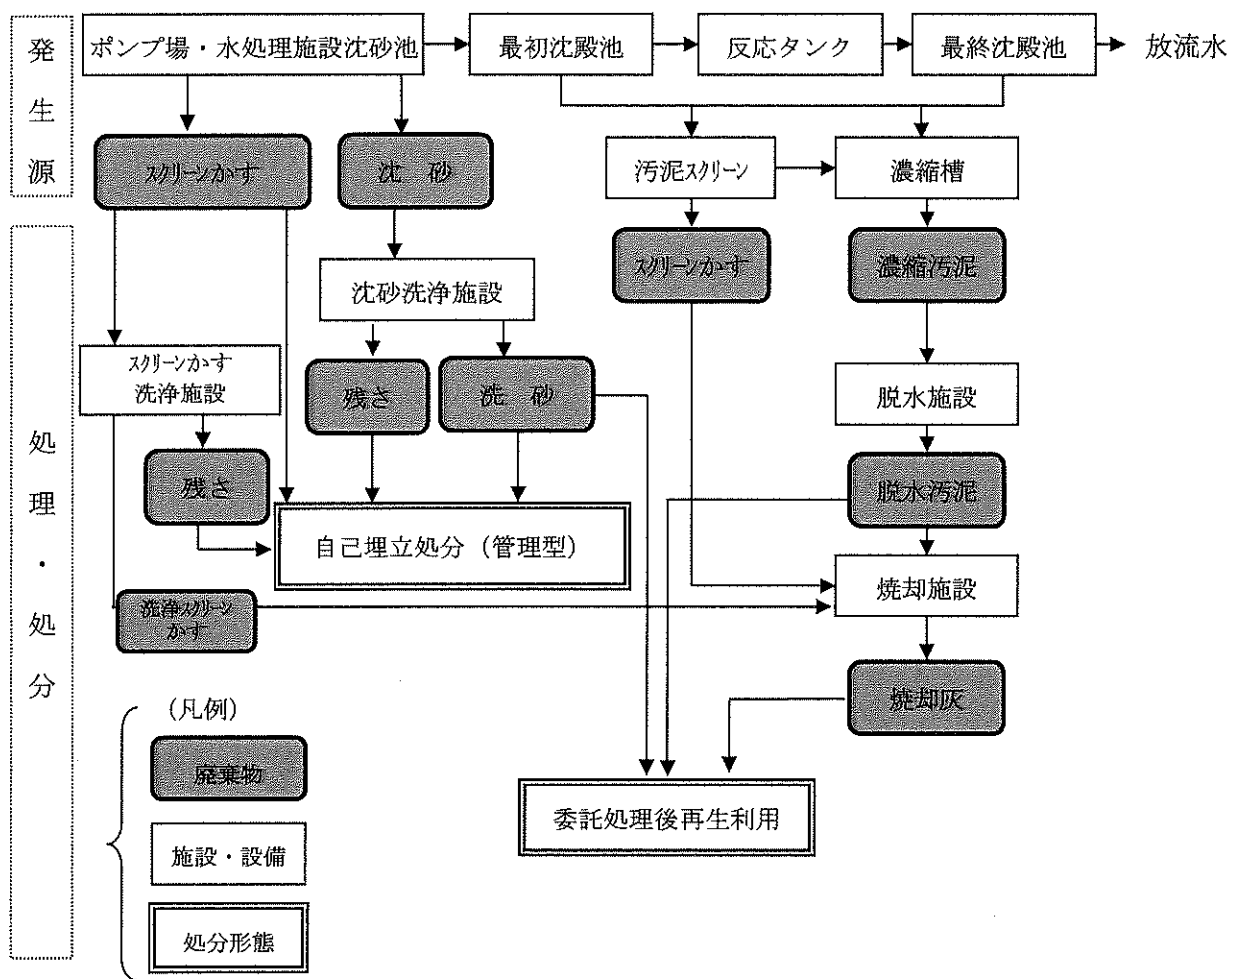 発生源
ポンプ場・水処理施設沈砂池
最初沈殿池
反応タンク
最終沈殿池
放流水
スクリーンかす
沈 砂
汚泥スクリーン
濃縮槽
処理・処分
沈砂洗浄施設
スクリーンかす
濃縮汚泥
スクリーンかす
洗浄施設
残さ
洗 砂
脱水施設
残さ
脱水汚泥
自己埋立処分（管理型）
焼却施設
洗浄スクリーン
かす
焼却灰
（凡例）
廃棄物
委託処理後再生利用
施設・設備
処分形態